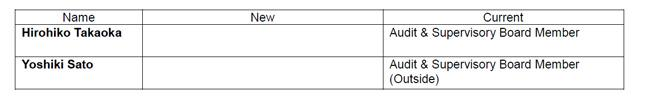 Name New Current
Hirohiko Takaoka Audit & Supervisory Board Member
Yoshiki Sato Audit & Supervisory Board Member
(Outside)